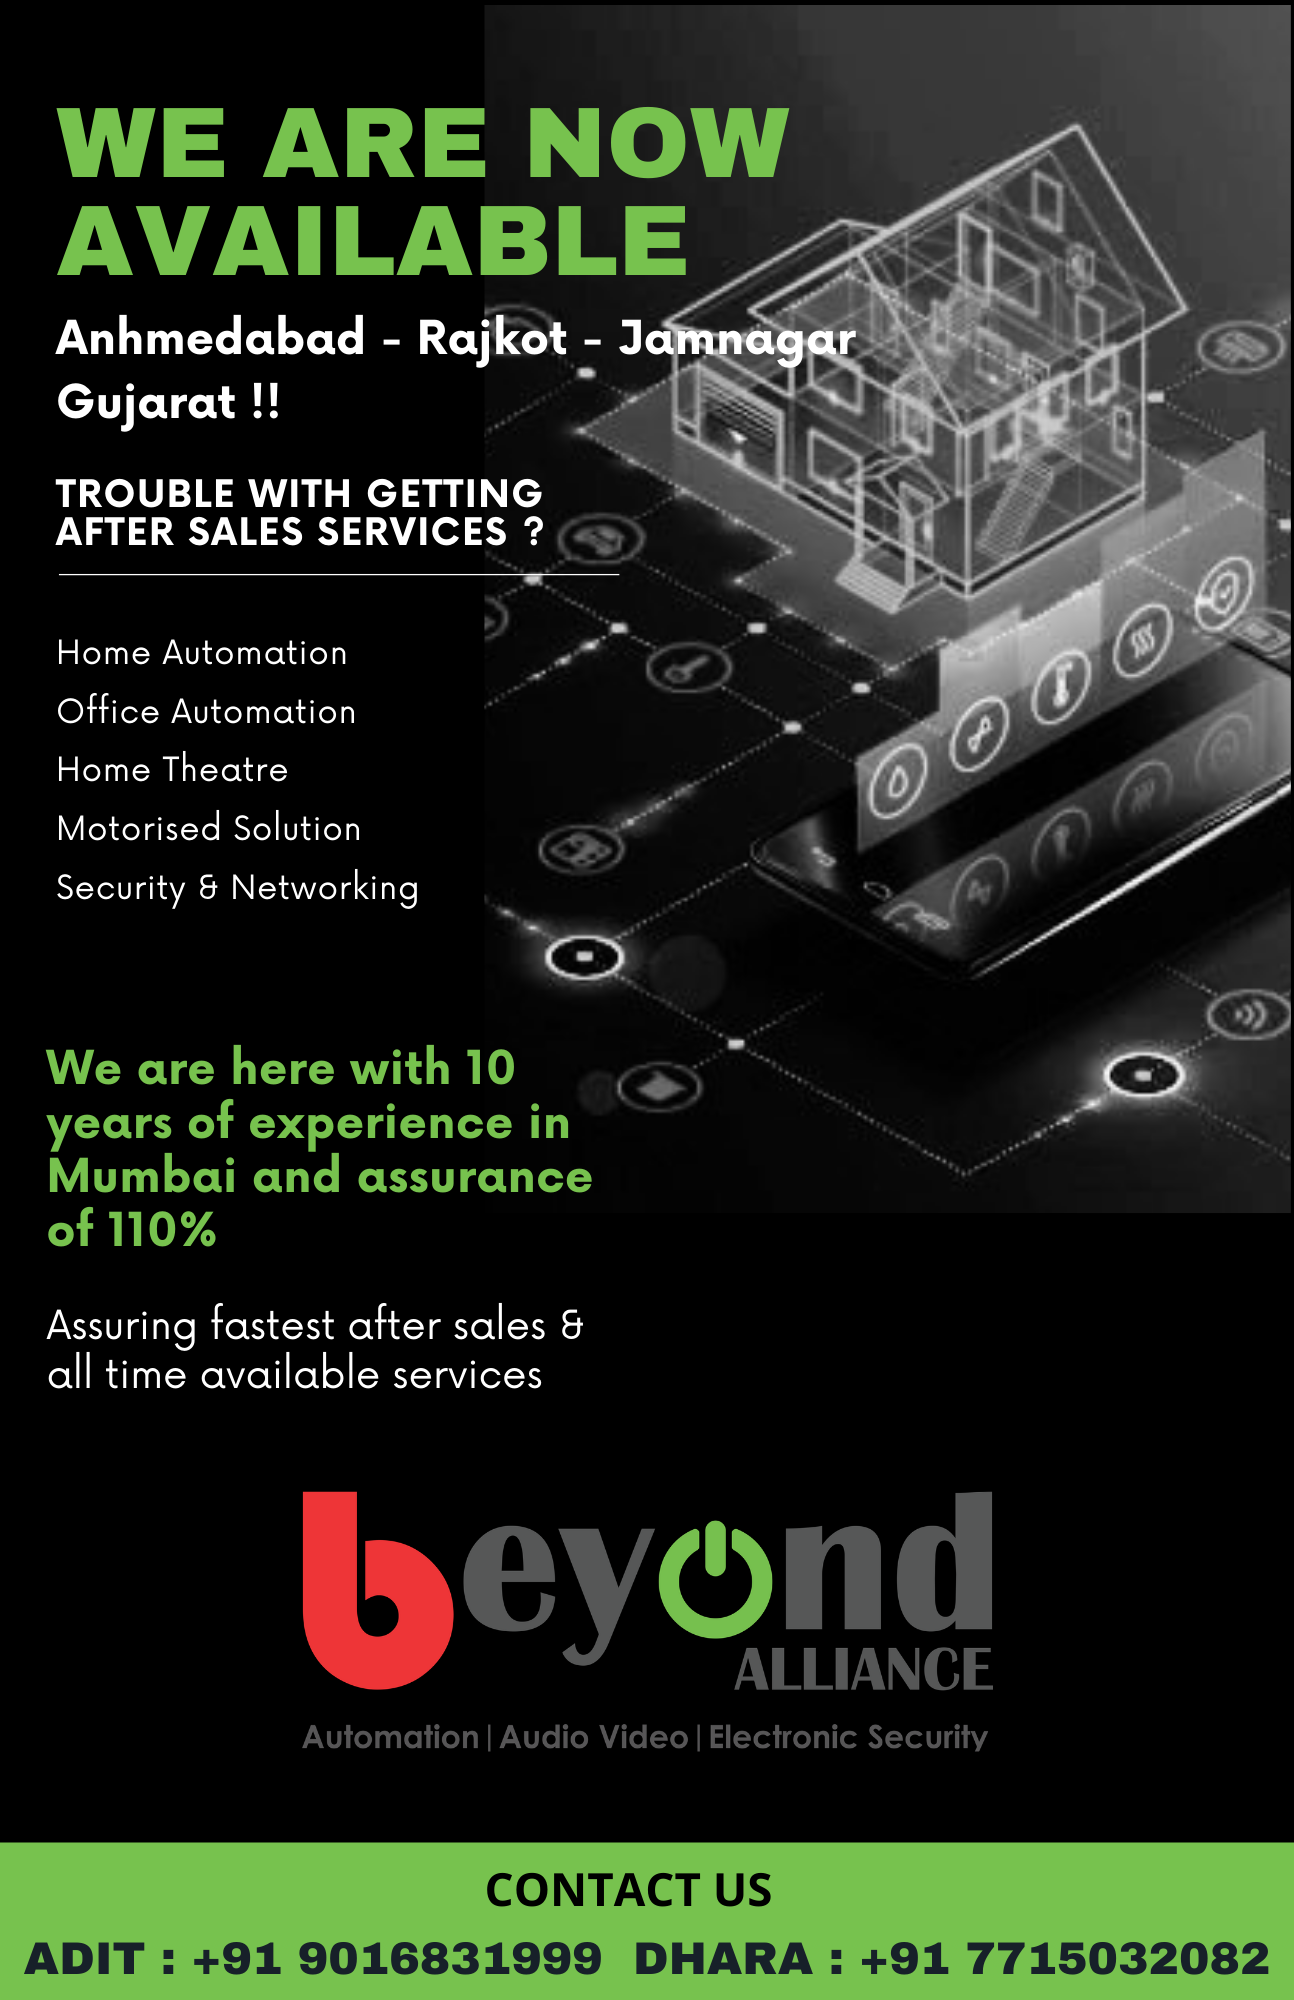 WE ARE NOW
AVAILABLE
Anhmedabad - Rajkot - Jamnagar
Gujarat !!
TROUBLE WITH GETTING
AFTER SALES SERVICES ?
Home Automation
Office Automation
Home Theatre
Motorised Solution
Security & Networking
We are here with 10
years of experience in
Mumbai and assurance
of 110%
Assuring fastest after sales &
all time available services
beyond
ALLIANCE
Automation|Audio Video|Electronic Security
CONTACT US
ADIT : +91 9016831999 DHARA : +91 7715032082